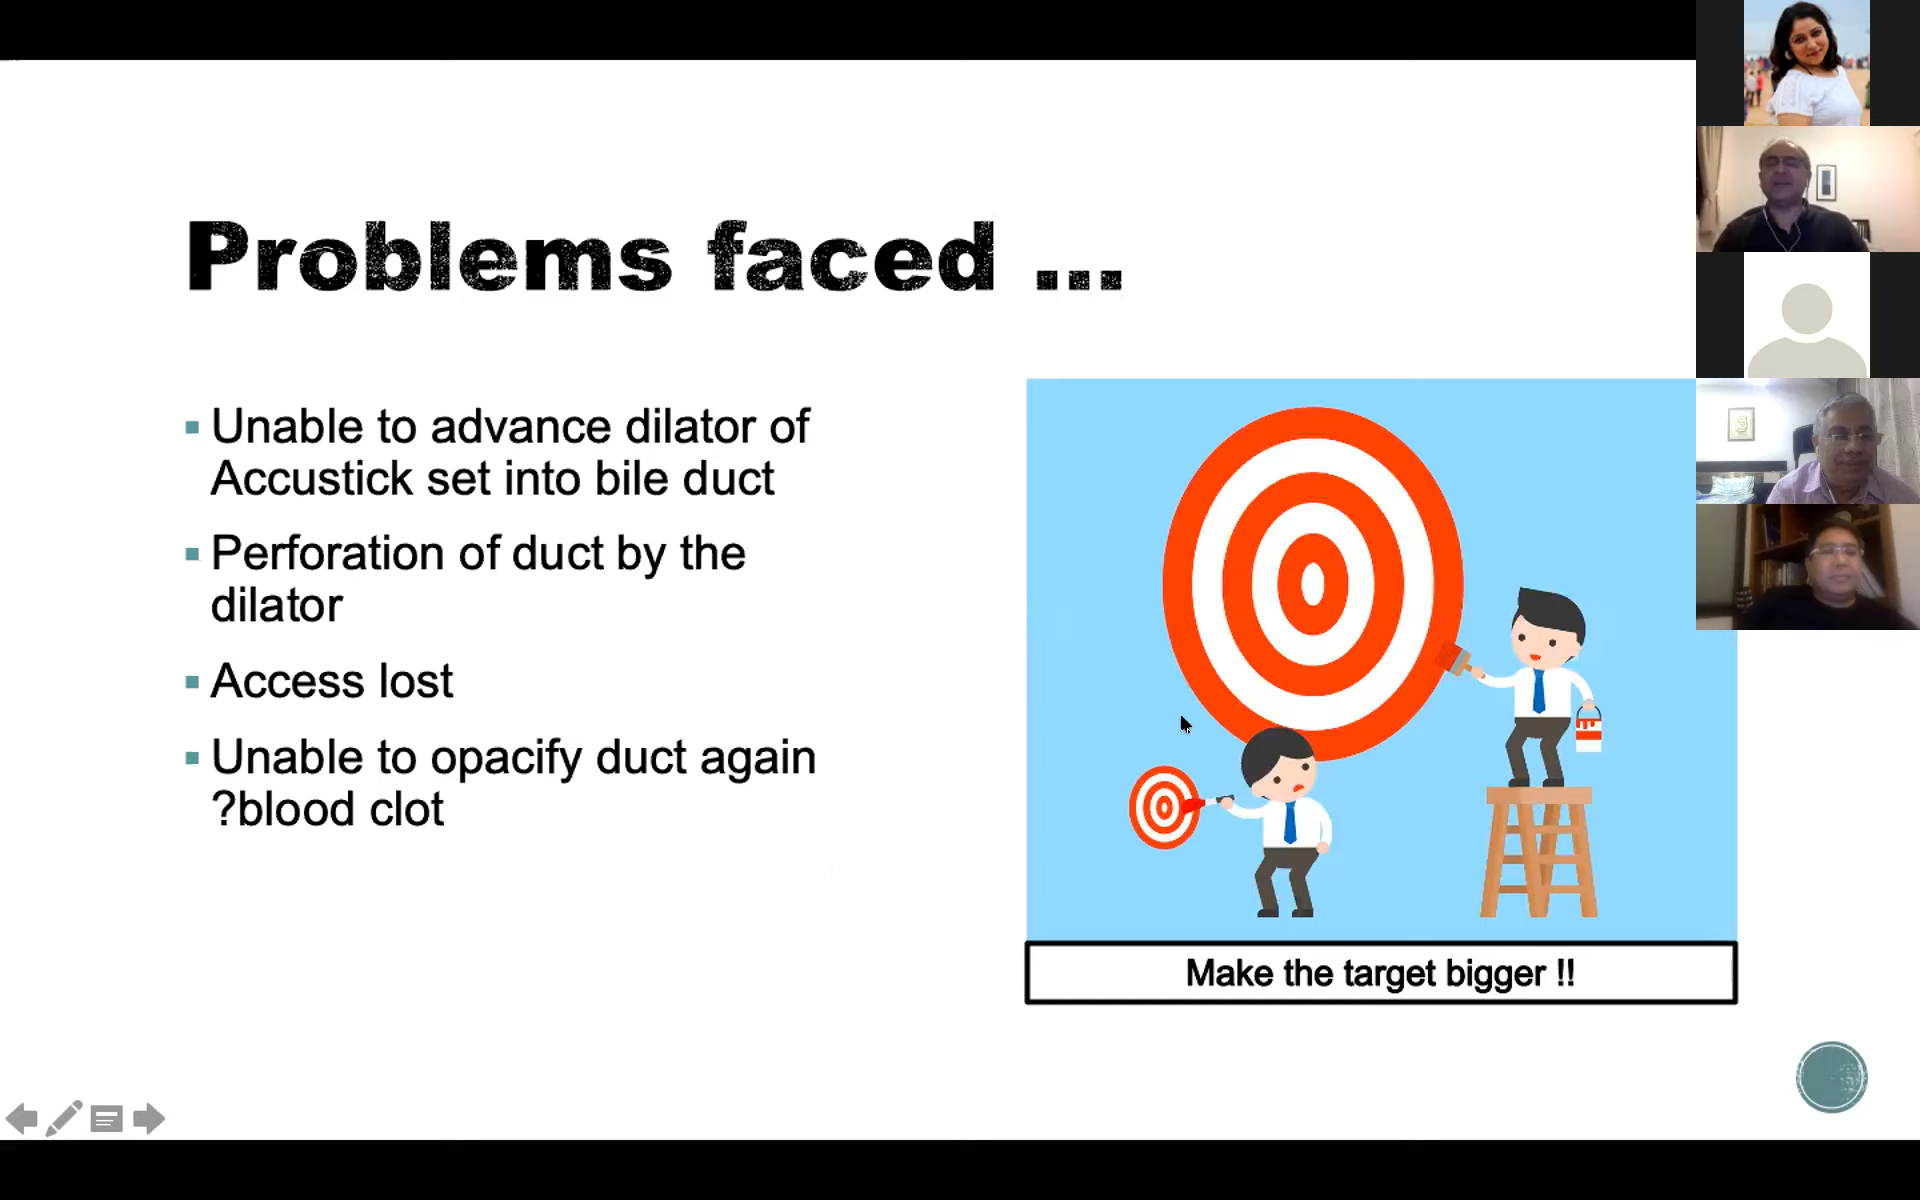 Problems faced ...
Unable to advance dilator of
Accustick set into bile duct
Perforation of duct by the
dilator
Access lost
Unable to opacify duct again
?blood clot
Make the target bigger !!